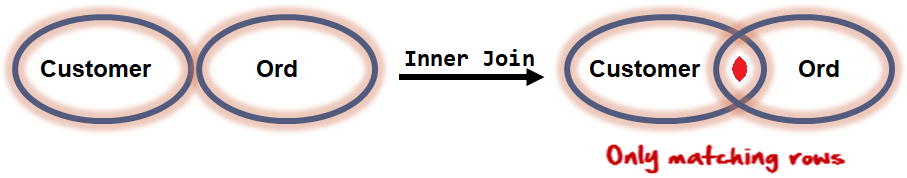 Customer
Ord
Inner Join
Customer
Ord
Only matching rows